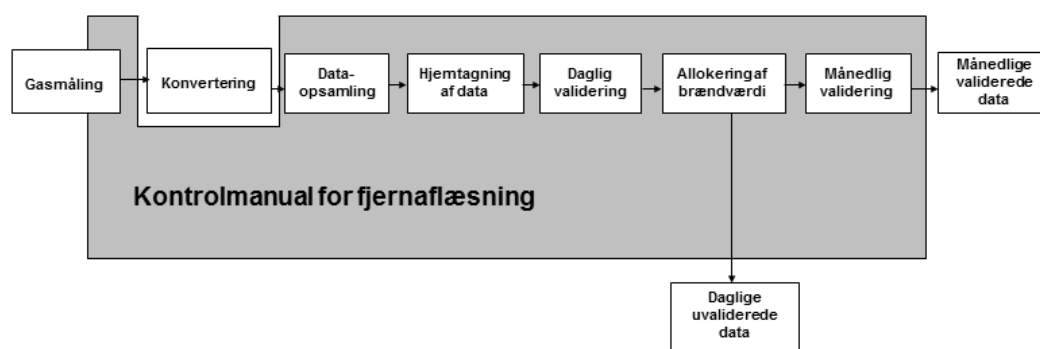 Gasmåling
Konvertering
Data-
opsamling
Hjemtagning
af data
Daglig
validering
Allokering af
brændværdi
Månedlig
validering
Månedlige
validerede
data
Kontrolmanual for fjernaflæsning
Daglige
uvaliderede
data